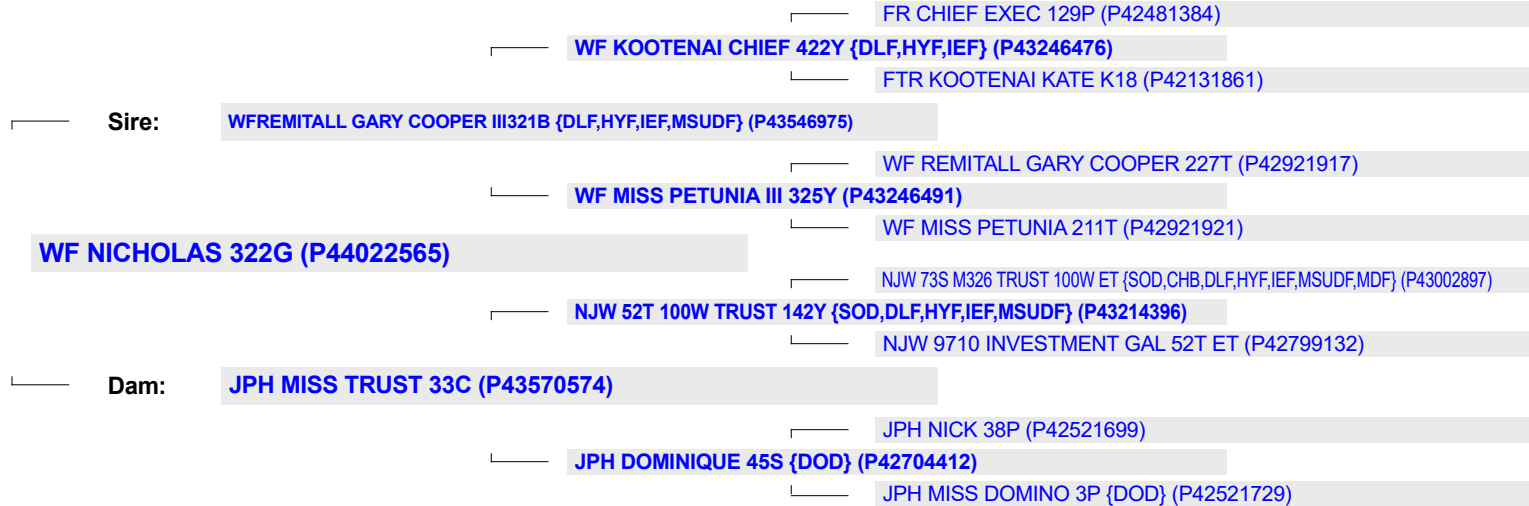 FR CHIEF EXEC 129P (P42481384)
WF KOOTENAI CHIEF 422Y {DLF,HYF,IEF} (P43246476)
FTR KOOTENAI KATE K18 (P42131861)
Sire: WFREMITALL GARY COOPER III321B {DLF,HYF,IEF,MSUDF} (P43546975)
WF REMITALL GARY COOPER 227T (P42921917)
WF MISS PETUNIA III 325Y (P43246491)
WF MISS PETUNIA 211T (P42921921)
WF NICHOLAS 322G (P44022565)
NJW 73S M326 TRUST 100W ET {SOD,CHB,DLF,HYF,IEF,MSUDF,MDF} (P43002897)
NJW 52T 100W TRUST 142Y {SOD,DLF,HYF,IEF,MSUDF} (P43214396)
NJW 9710 INVESTMENT GAL 52T ET (P42799132)
Dam: JPH MISS TRUST 33C (P43570574)
JPH NICK 38P (P42521699)
JPH DOMINIQUE 45S {DOD} (P42704412)
JPH MISS DOMINO 3P {DOD} (P42521729)